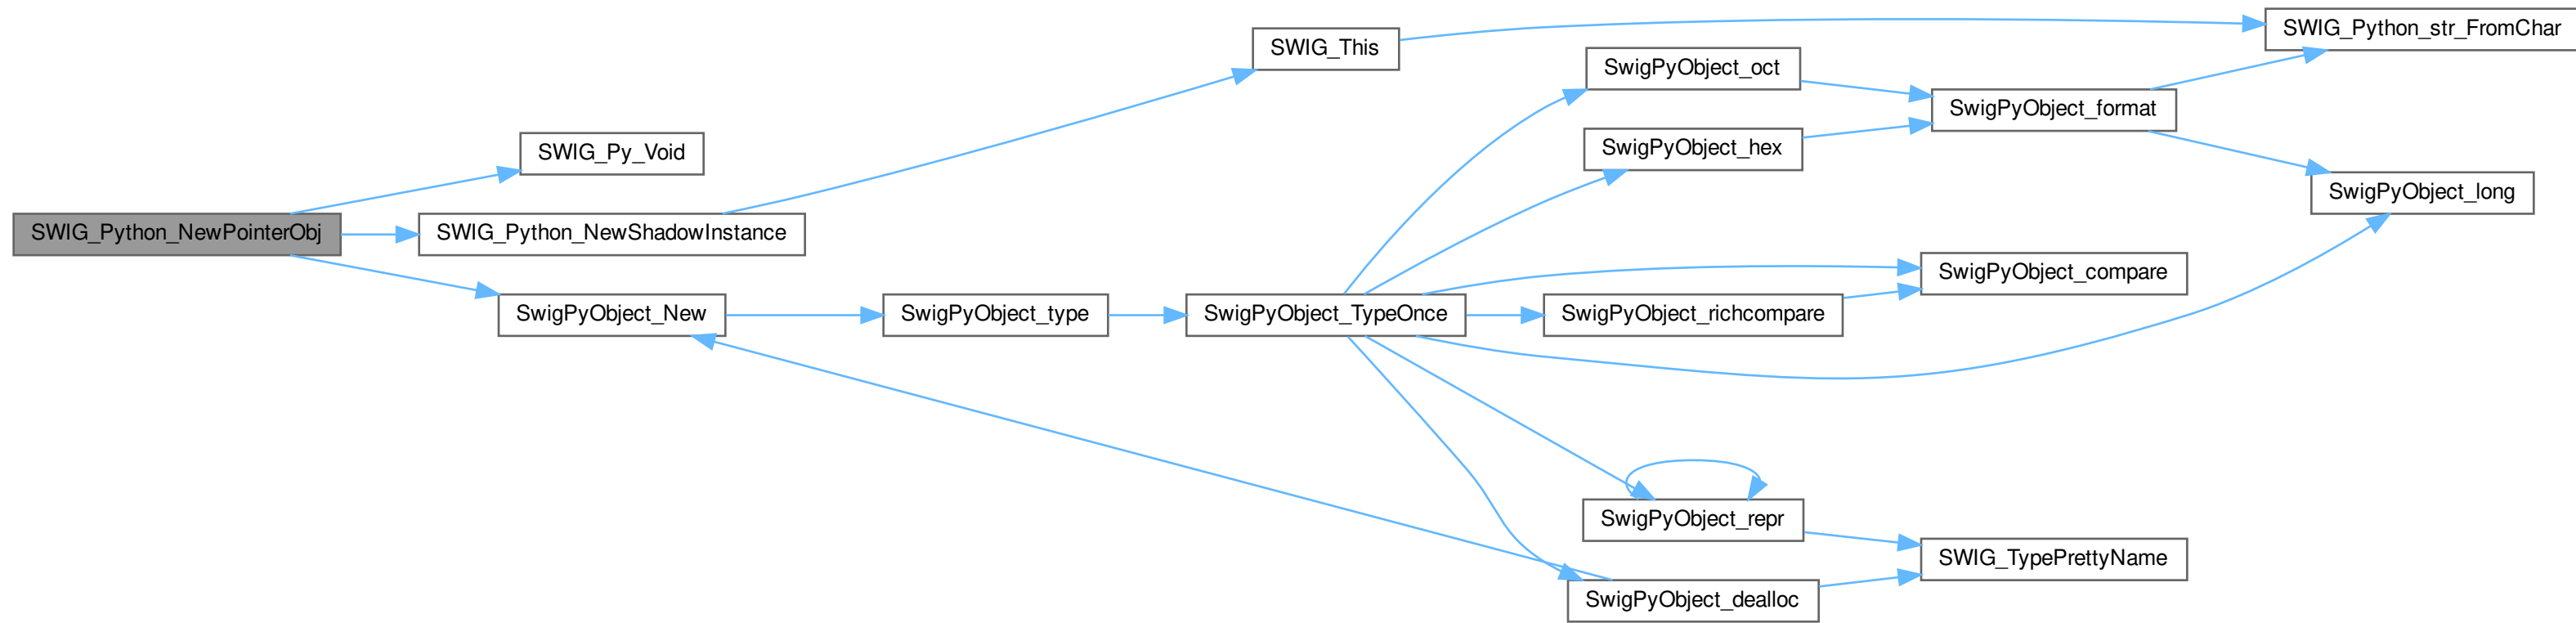 SWIG_Python_NewPointerObj
SWIG_Py_Void
SWIG_Python_NewShadowInstance
SwigPyObject_New
SwigPyObject_type
SWIG_This
SwigPyObject_TypeOnce
SwigPyObject_oct
SwigPyObject_hex
SwigPyObject_richcompare
SwigPyObject_repr
SwigPyObject_dealloc
SwigPyObject_format
SwigPyObject_compare
SWIG_TypePrettyName
SWIG_Python_str_FromChar
SwigPyObject_long